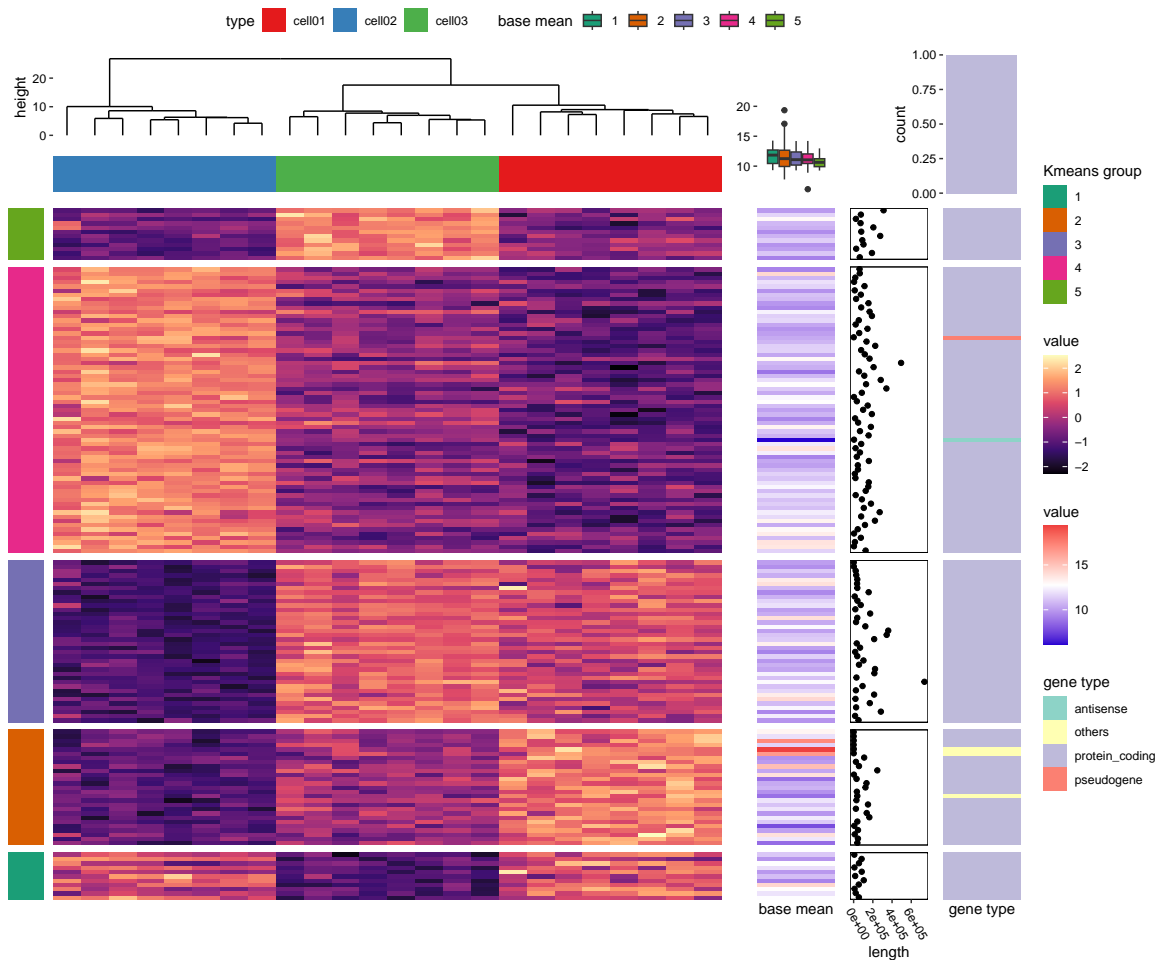 type cell01 cell02 cell03 base mean 1 2 3 4 5
height
20
10
0
20
15
10
count
1.00
0.75
0.50
0.25
0.00
Kmeans group
1
2
3
4
5
value
2
1
0
−1
−2
value
15
10
gene type
antisense
others
protein_coding
pseudogene
base mean
0e+00
2e+05
4e+05
6e+05
length
gene type